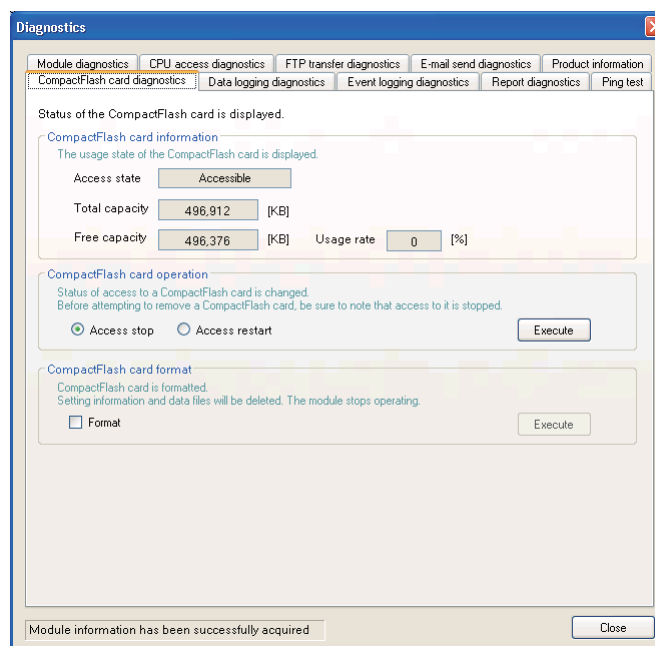 Diagnostics
Module diagnostics CPU access diagnostics FTP transfer diagnostics E-mail send diagnostics Product information
CompactFlash card diagnostics Data logging diagnostics Event logging diagnostics Report diagnostics Ping test
Status of the CompactFlash card is displayed.
CompactFlash card information
The usage state of the CompactFlash card is displayed.
Access state Accessible
Total capacity 496,912 [KB]
Free capacity 496,376 [KB] Usage rate 0 [%]
CompactFlash card operation
Status of access to a CompactFlash card is changed.
Before attempting to remove a CompactFlash card, be sure to note that access to it is stopped.
Access stop Access restart Execute
CompactFlash card format
CompactFlash card is formatted.
Setting information and data files will be deleted. The module stops operating.
Format Execute
Module information has been successfully acquired Close